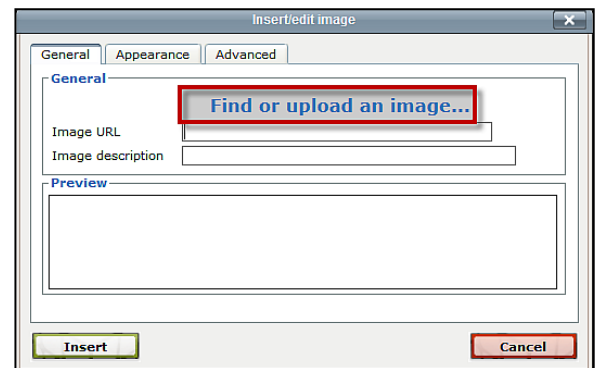 Insert/edit image
X
General Appearance Advanced
General
Find or upload an image...
Image URL
Image description
Preview
Insert Cancel